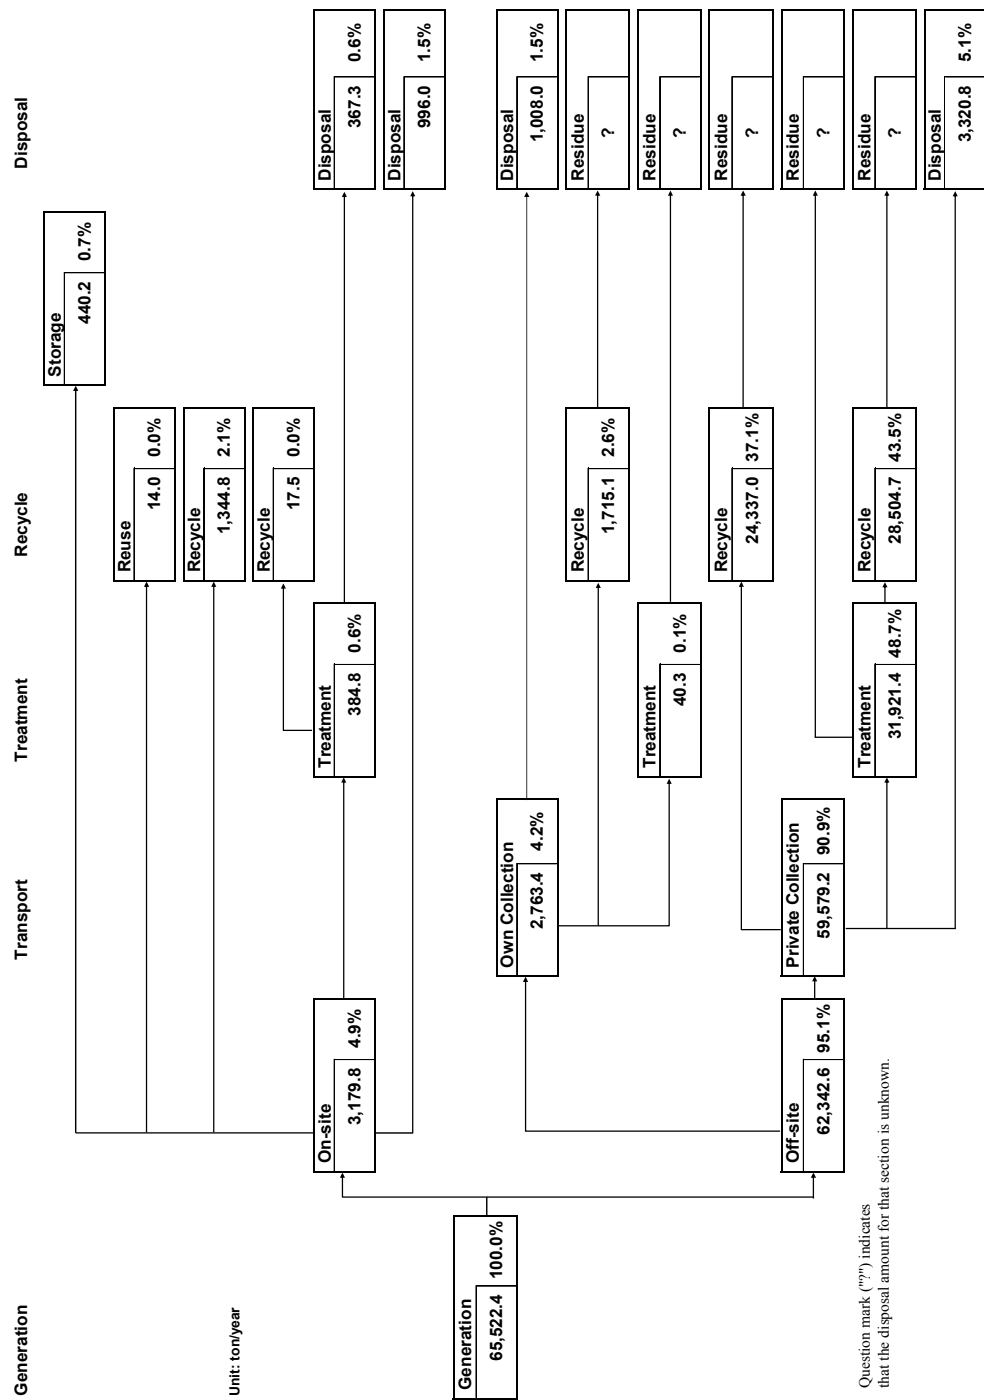 Generation
Transport
Treatment
Recycle
Disposal
Unit: ton/year
Storage
440.2 0.7%
Reuse
14.0 0.0%
Recycle
1,344.8 2.1%
Recycle
17.5 0.0%
On-site
3,179.8 4.9%
Treatment
384.8 0.6%
Disposal
367.3 0.6%
Disposal
996.0 1.5%
Generation
65,522.4 100.0%
Own Collection
2,763.4 4.2%
Disposal
1,008.0 1.5%
Recycle
1,715.1 2.6%
Residue
?
Treatment
40.3 0.1%
Residue
?
Recycle
24,337.0 37.1%
Residue
?
Off-site
62,342.6 95.1%
Private Collection
59,579.2 90.9%
Residue
?
Treatment
31,921.4 48.7%
Recycle
28,504.7 43.5%
Residue
?
Disposal
3,320.8 5.1%
Question mark ("?") indicates
that the disposal amount for that section is unknown.